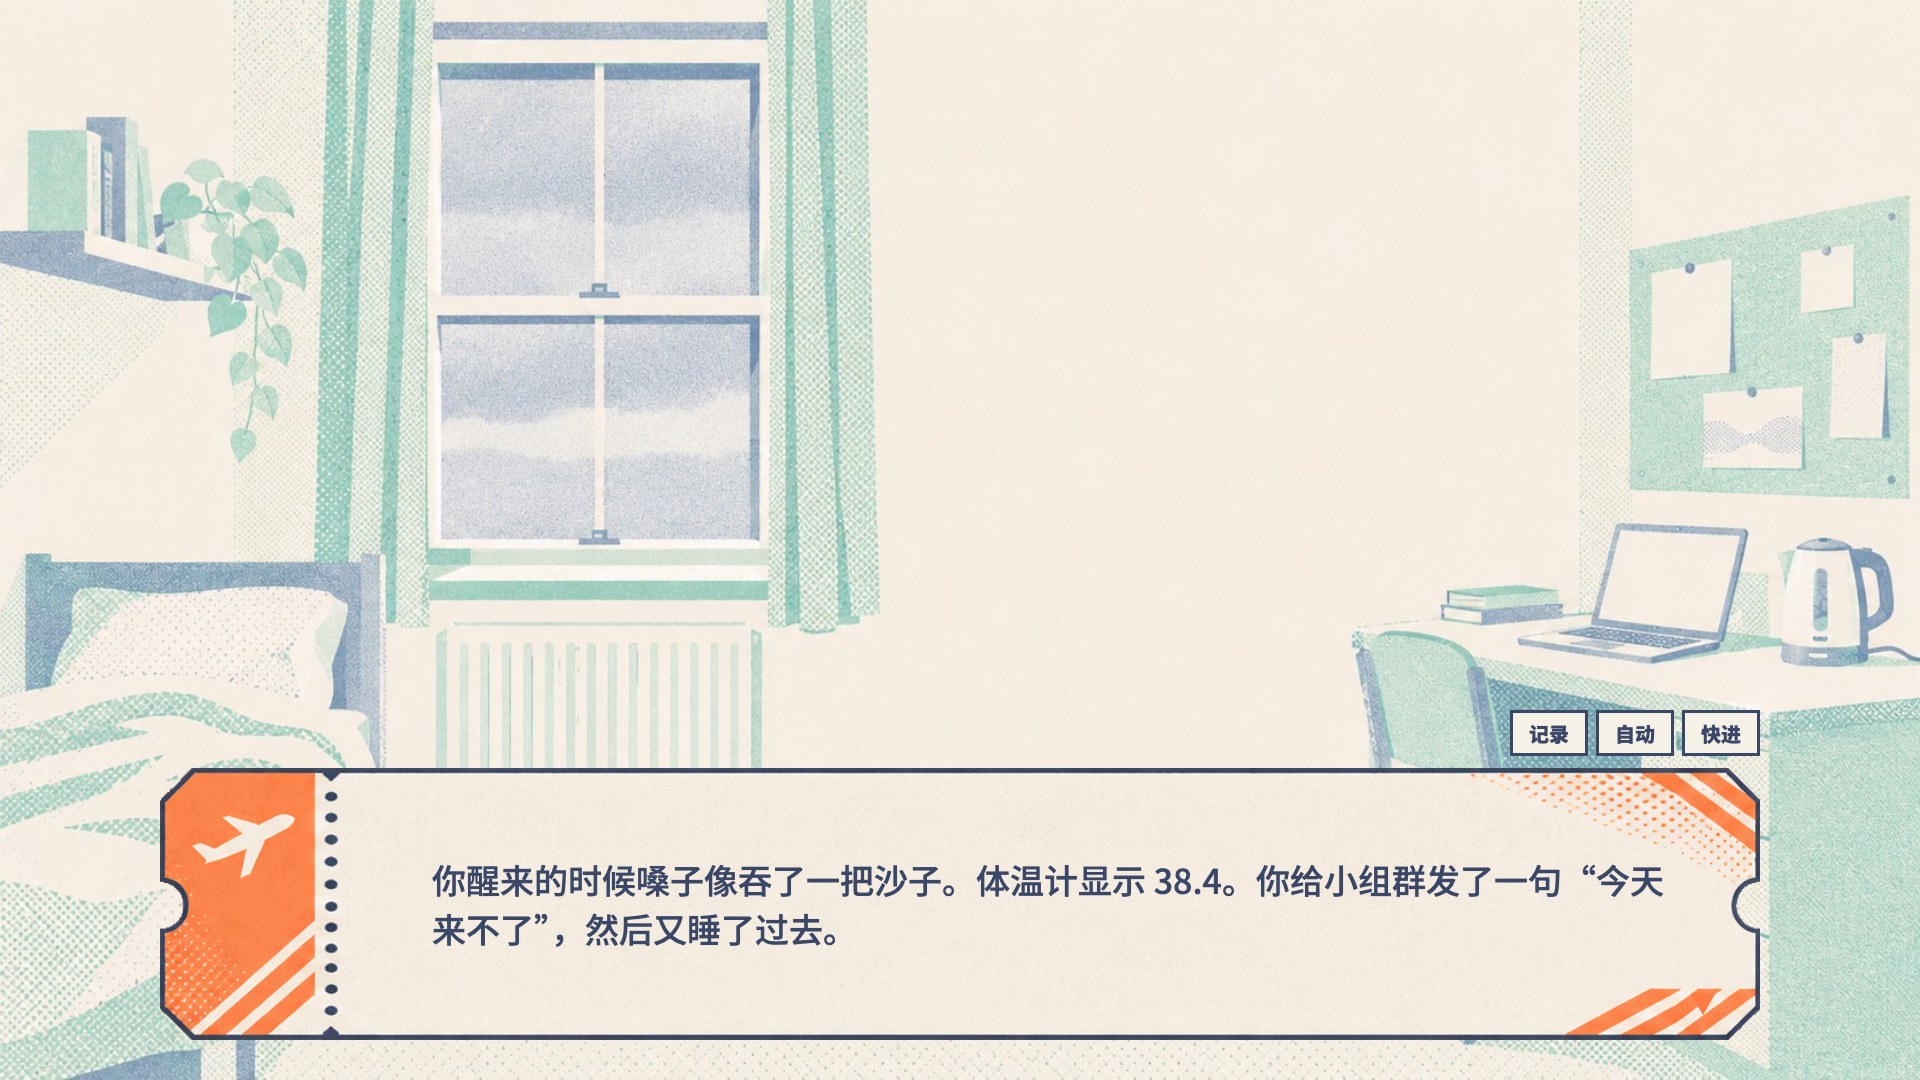 记录
自动
快进
你醒来的时候嗓子像吞了一把沙子。体温计显示 38.4。你给小组群发了一句“今天
来不了”，然后又睡了过去。